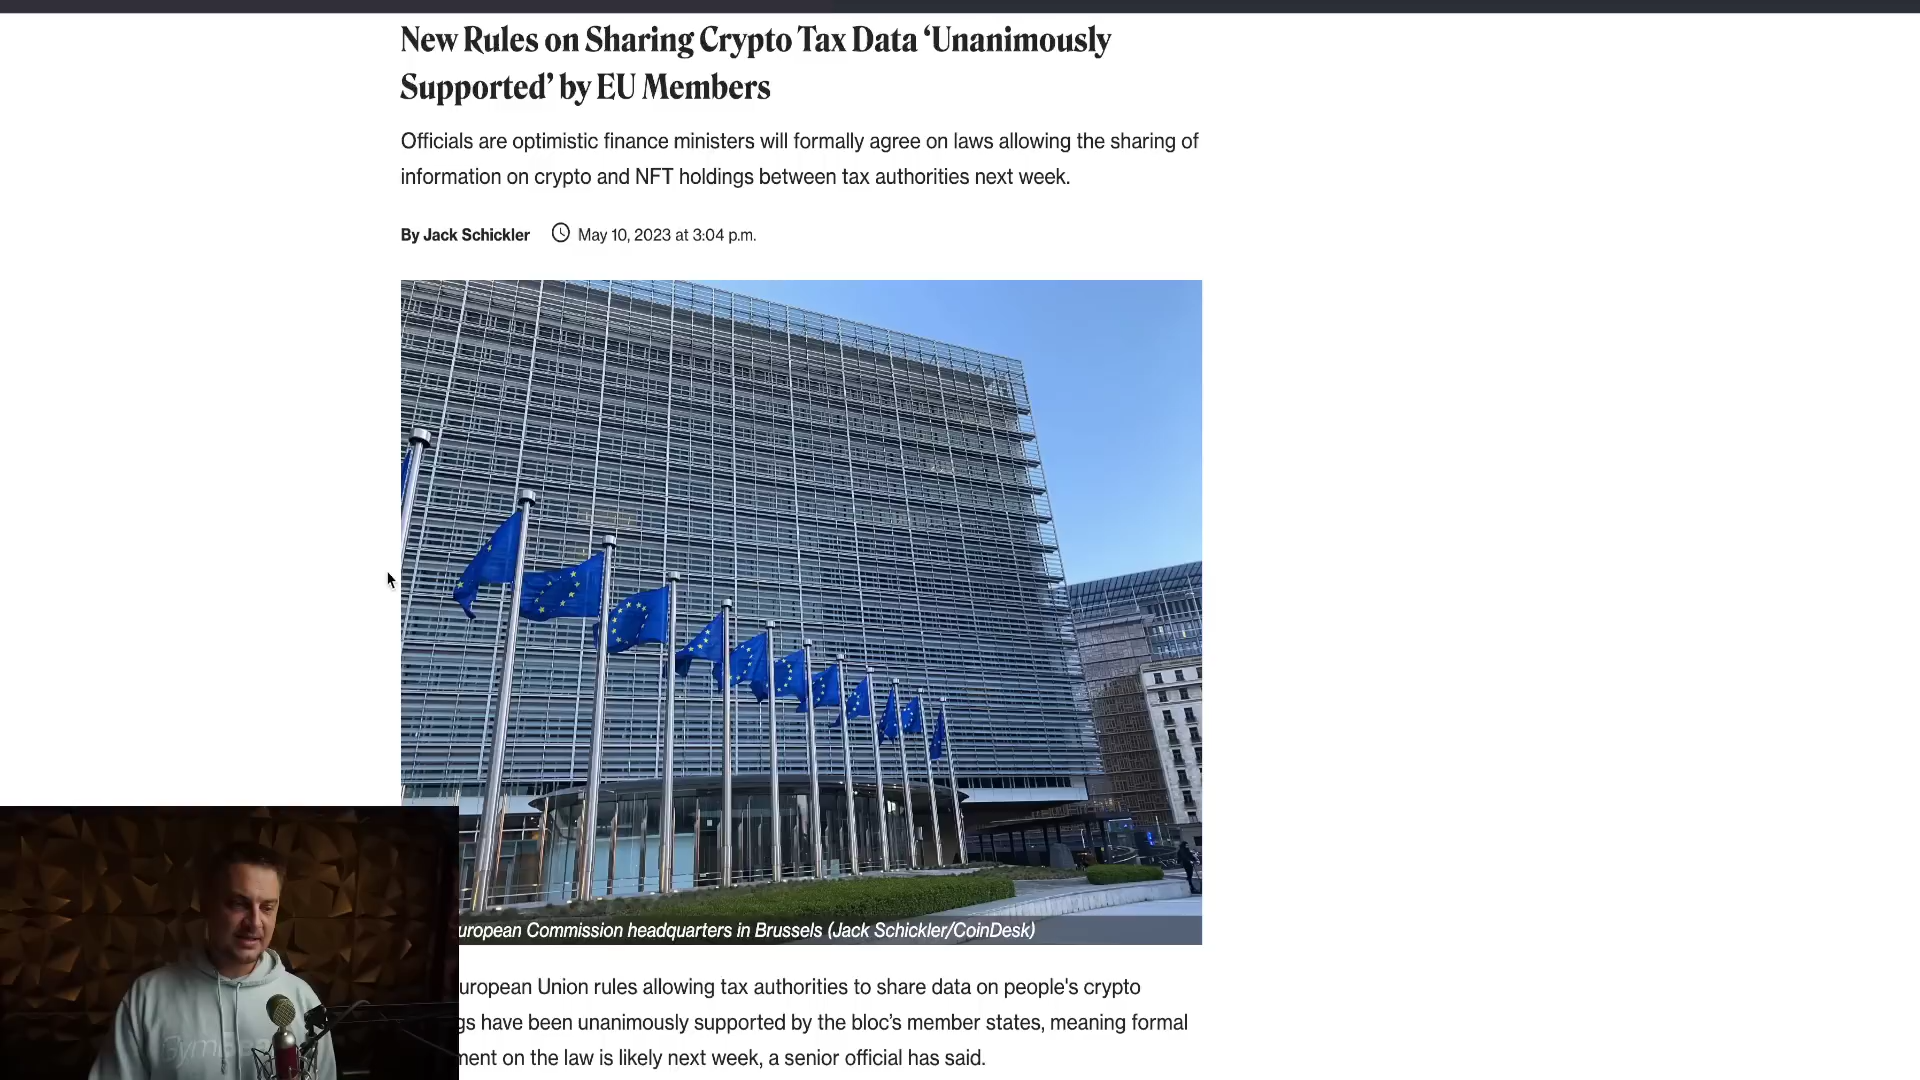 New Rules on Sharing Crypto Tax Data ‘Unanimously
Supported’ by EU Members
Officials are optimistic finance ministers will formally agree on laws allowing the sharing of
information on crypto and NFT holdings between tax authorities next week.
By Jack Schickler May 10, 2023 at 3:04 p.m.
uropean Commission headquarters in Brussels (Jack Schickler/CoinDesk)
uropean Union rules allowing tax authorities to share data on people's crypto
gs have been unanimously supported by the bloc’s member states, meaning formal
ment on the law is likely next week, a senior official has said.